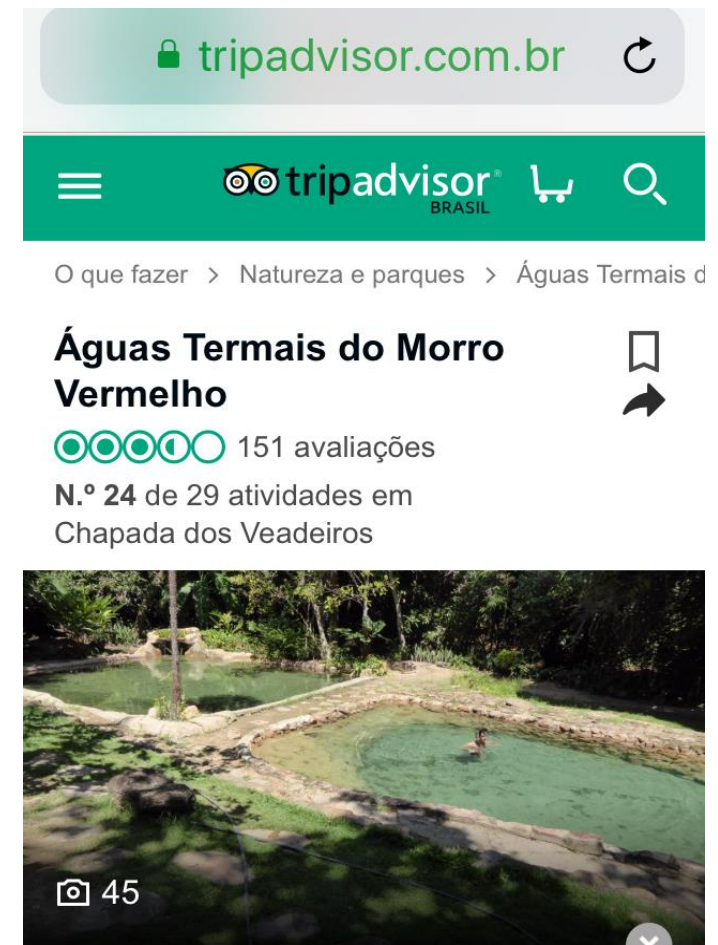 tripadvisor.com.br
tripadvisor®
BRASIL
O que fazer > Natureza e parques > Águas Termais d
Águas Termais do Morro
Vermelho
151 avaliações
N.º 24 de 29 atividades em
Chapada dos Veadeiros
45